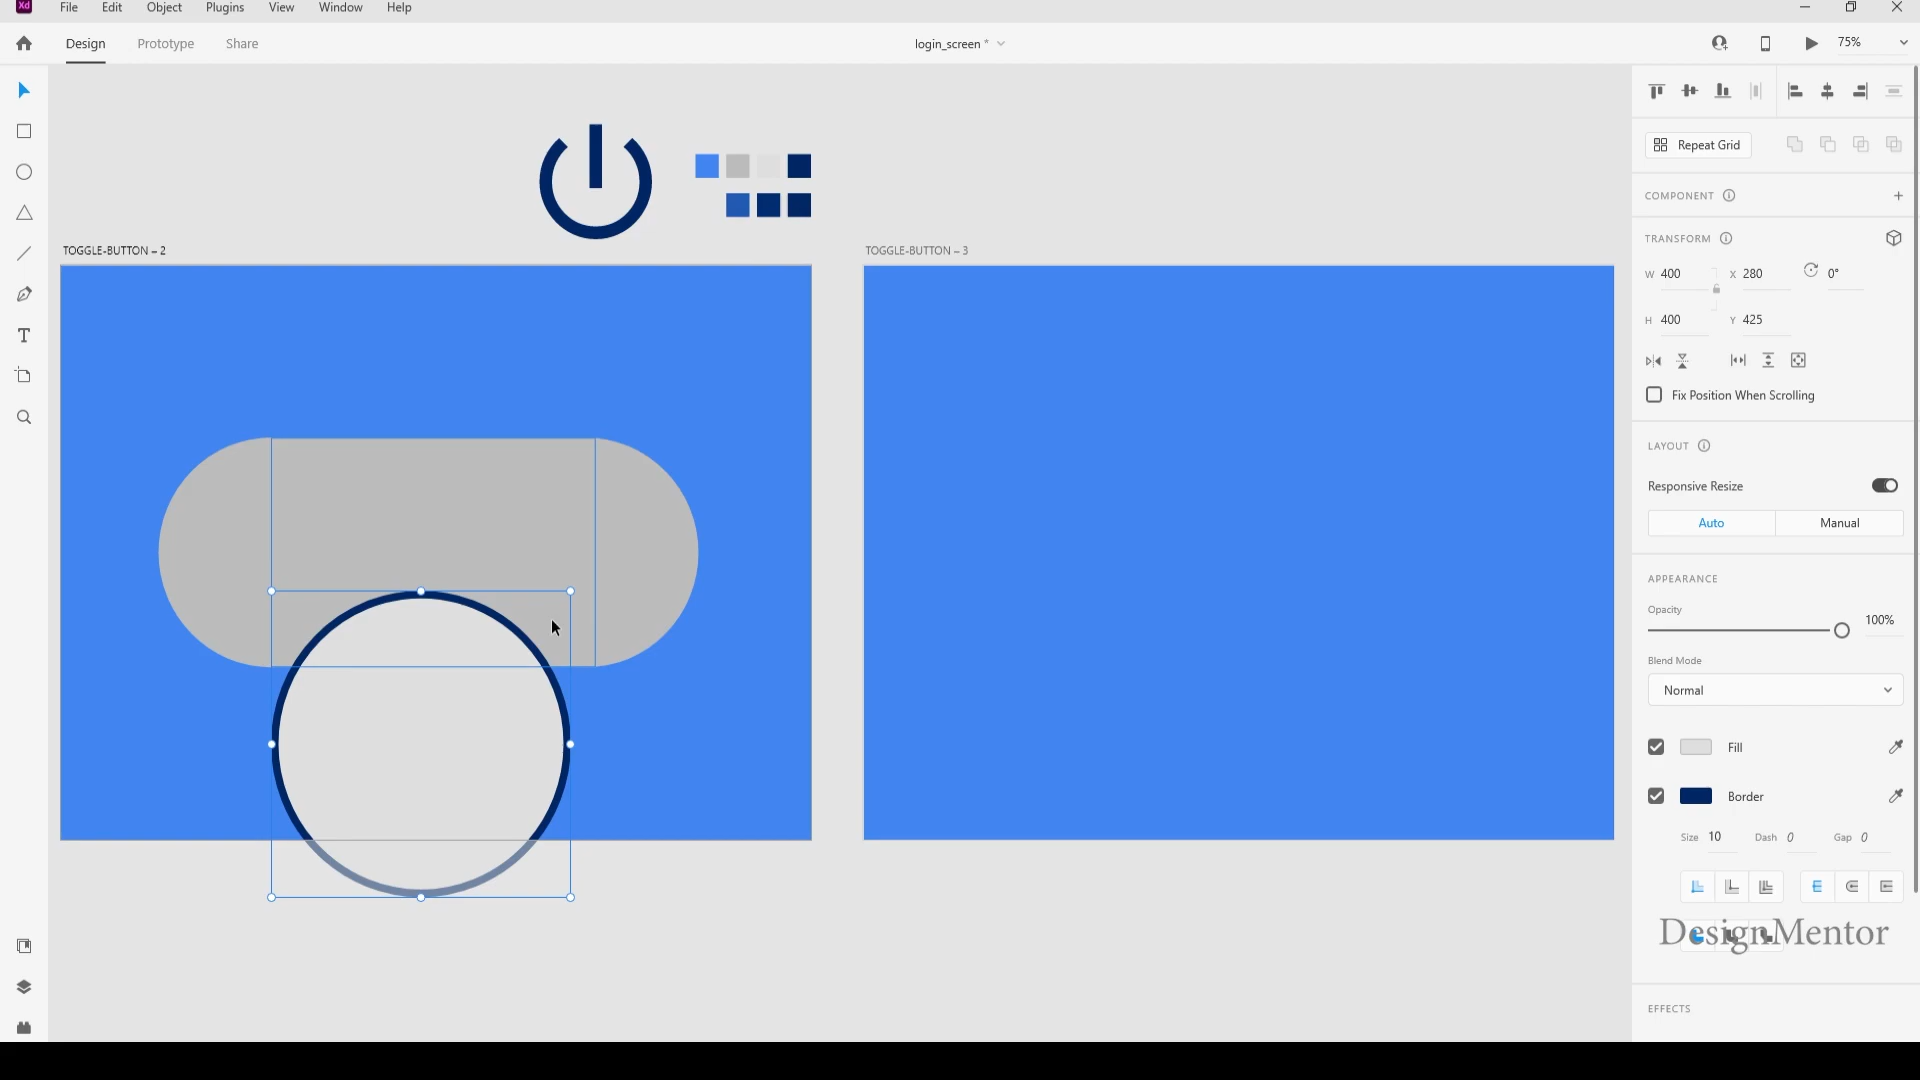 Xd File Edit Object Plugins View Window Help
Design Prototype Share login_screen * 75%
Repeat Grid
COMPONENT
TOGGLE-BUTTON – 2 TOGGLE-BUTTON – 3
TRANSFORM
W 400 X 280 0°
H 400 Y 425
Fix Position When Scrolling
LAYOUT
Responsive Resize
Auto Manual
APPEARANCE
Opacity
100%
Blend Mode
Normal
Fill
Border
Size 10 Dash 0 Gap 0
DesignMentor
EFFECTS